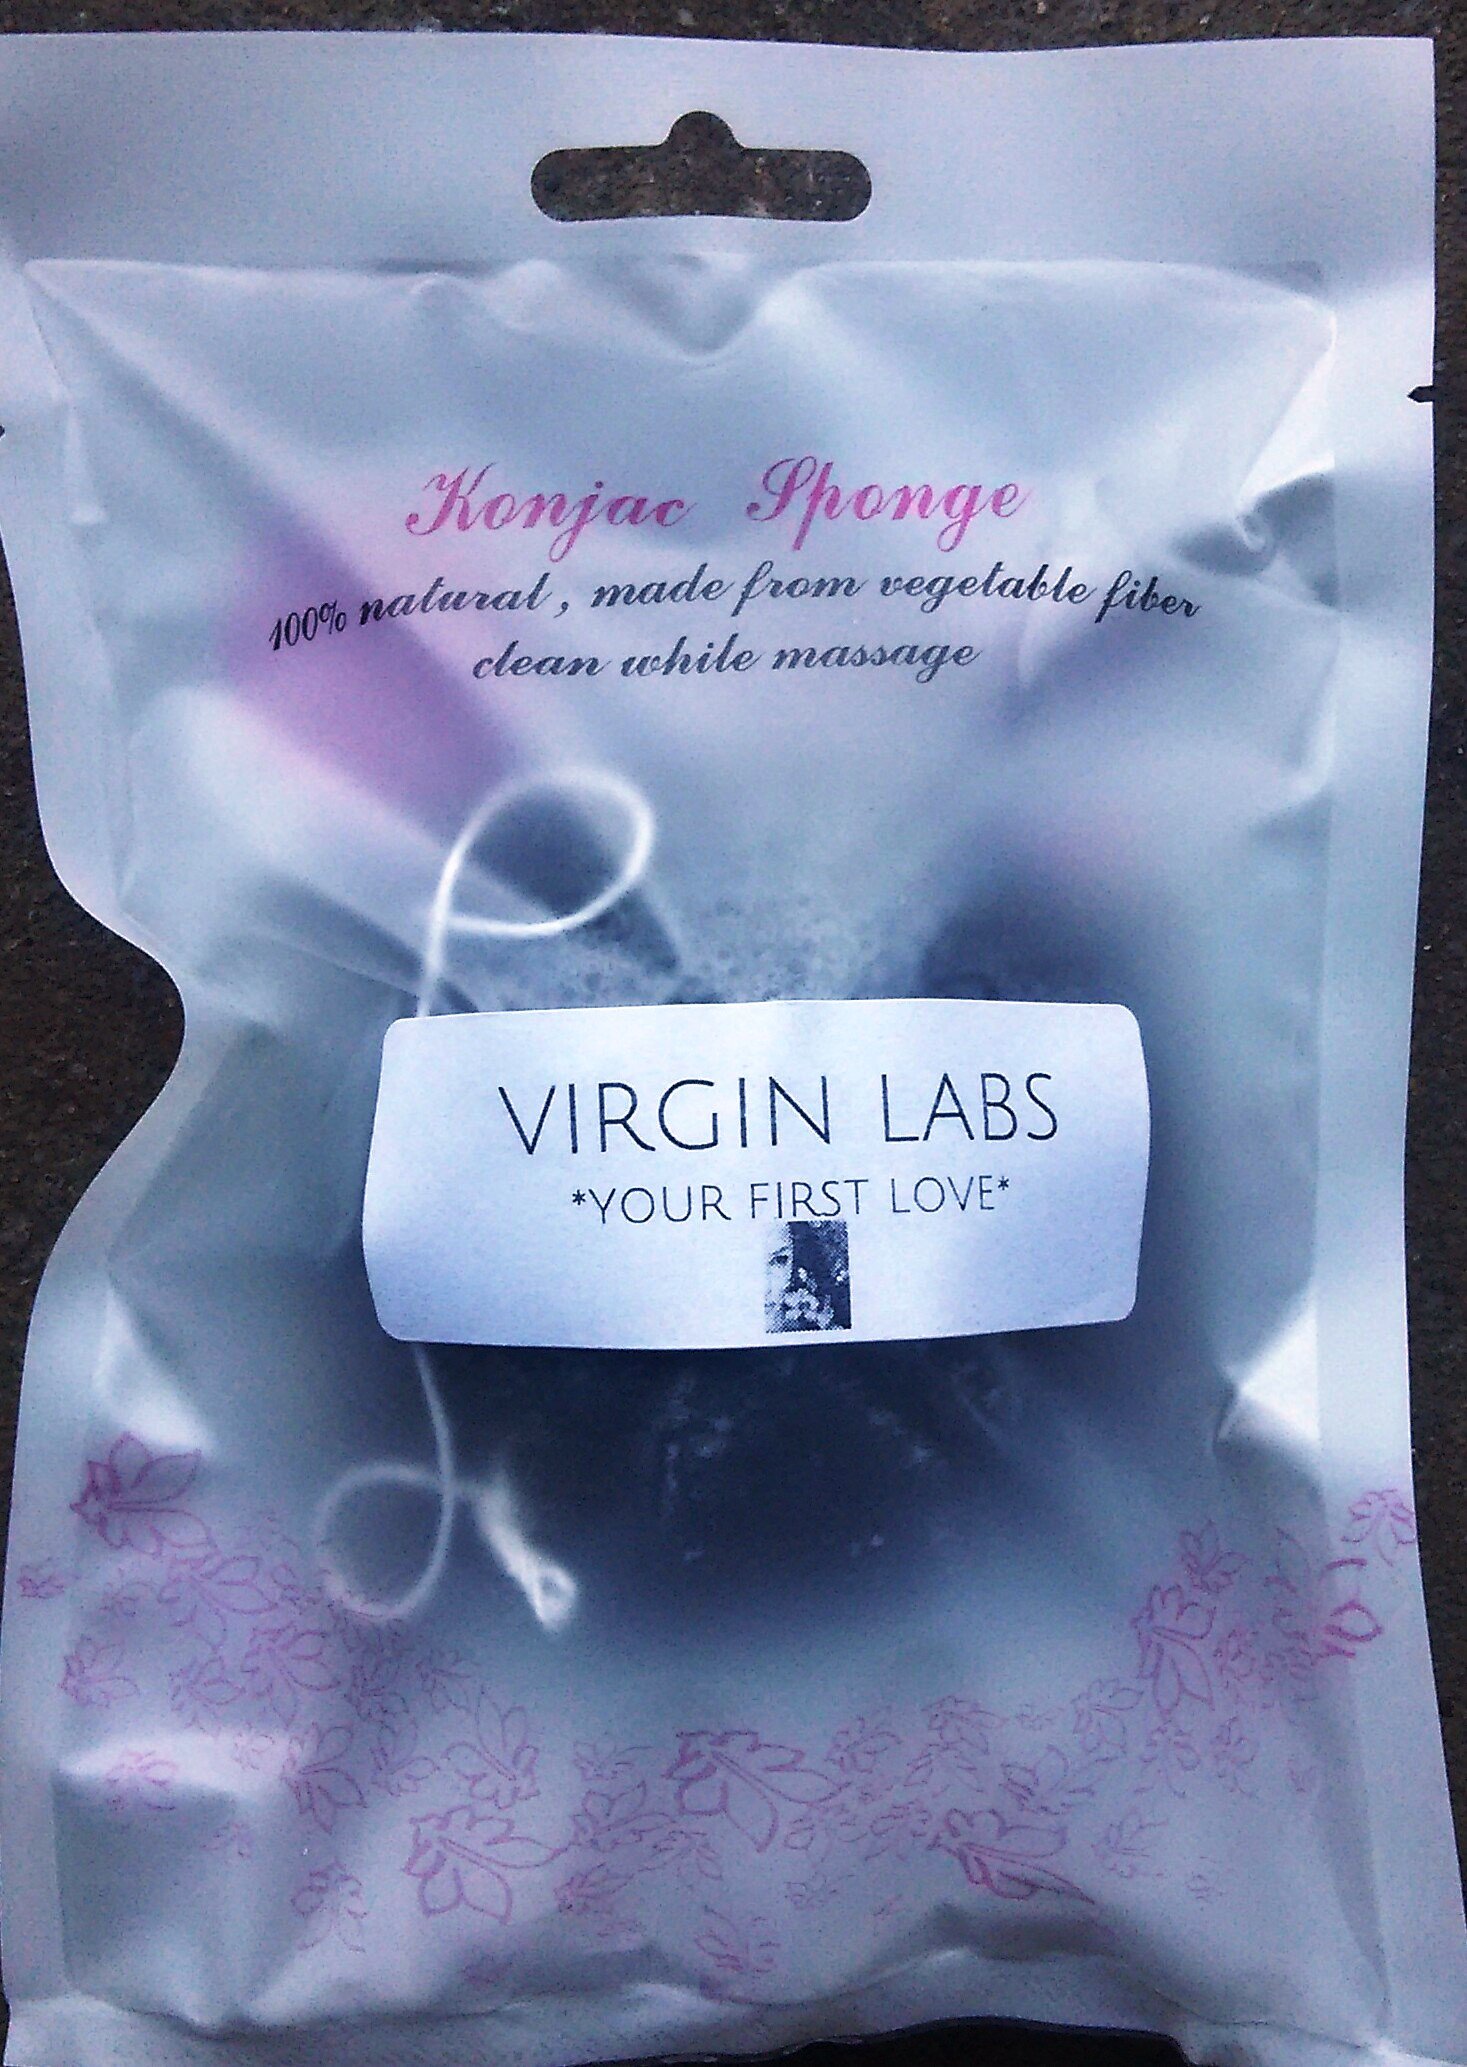 Konjac Sponge
100% natural, made from vegetable fiber
clean while massage
VIRGIN LABS
*YOUR FIRST LOVE*